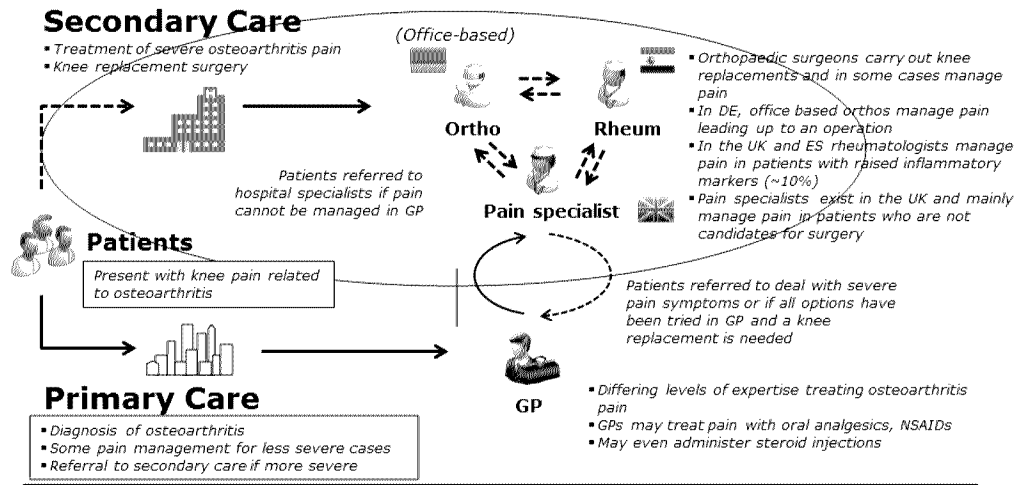 Secondary Care
▪ Treatment of severe osteoarthritis pain
▪ Knee replacement surgery
(Office-based)
Ortho
Rheum
Pain specialist
▪ Orthopaedic surgeons carry out knee
replacements and in some cases manage
pain
▪ In DE, office based orthos manage pain
leading up to an operation
▪ In the UK and ES rheumatologists manage
pain in patients with raised inflammatory
markers (~10%)
▪ Pain specialists exist in the UK and mainly
manage pain in patients who are not
candidates for surgery
Patients referred to
hospital specialists if pain
cannot be managed in GP
Patients
Present with knee pain related
to osteoarthritis
Patients referred to deal with severe
pain symptoms or if all options have
been tried in GP and a knee
replacement is needed
GP
Primary Care
▪ Diagnosis of osteoarthritis
▪ Some pain management for less severe cases
▪ Referral to secondary care if more severe
▪ Differing levels of expertise treating osteoarthritis
pain
▪ GPs may treat pain with oral analgesics, NSAIDs
▪ May even administer steroid injections